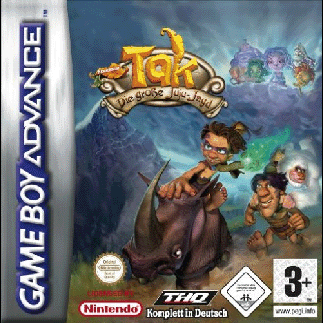 GAME BOY ADVANCE
Tak
Die große Juju-Jagd
Nintendo
THQ
Komplett in Deutsch
3+
www.pegi.info